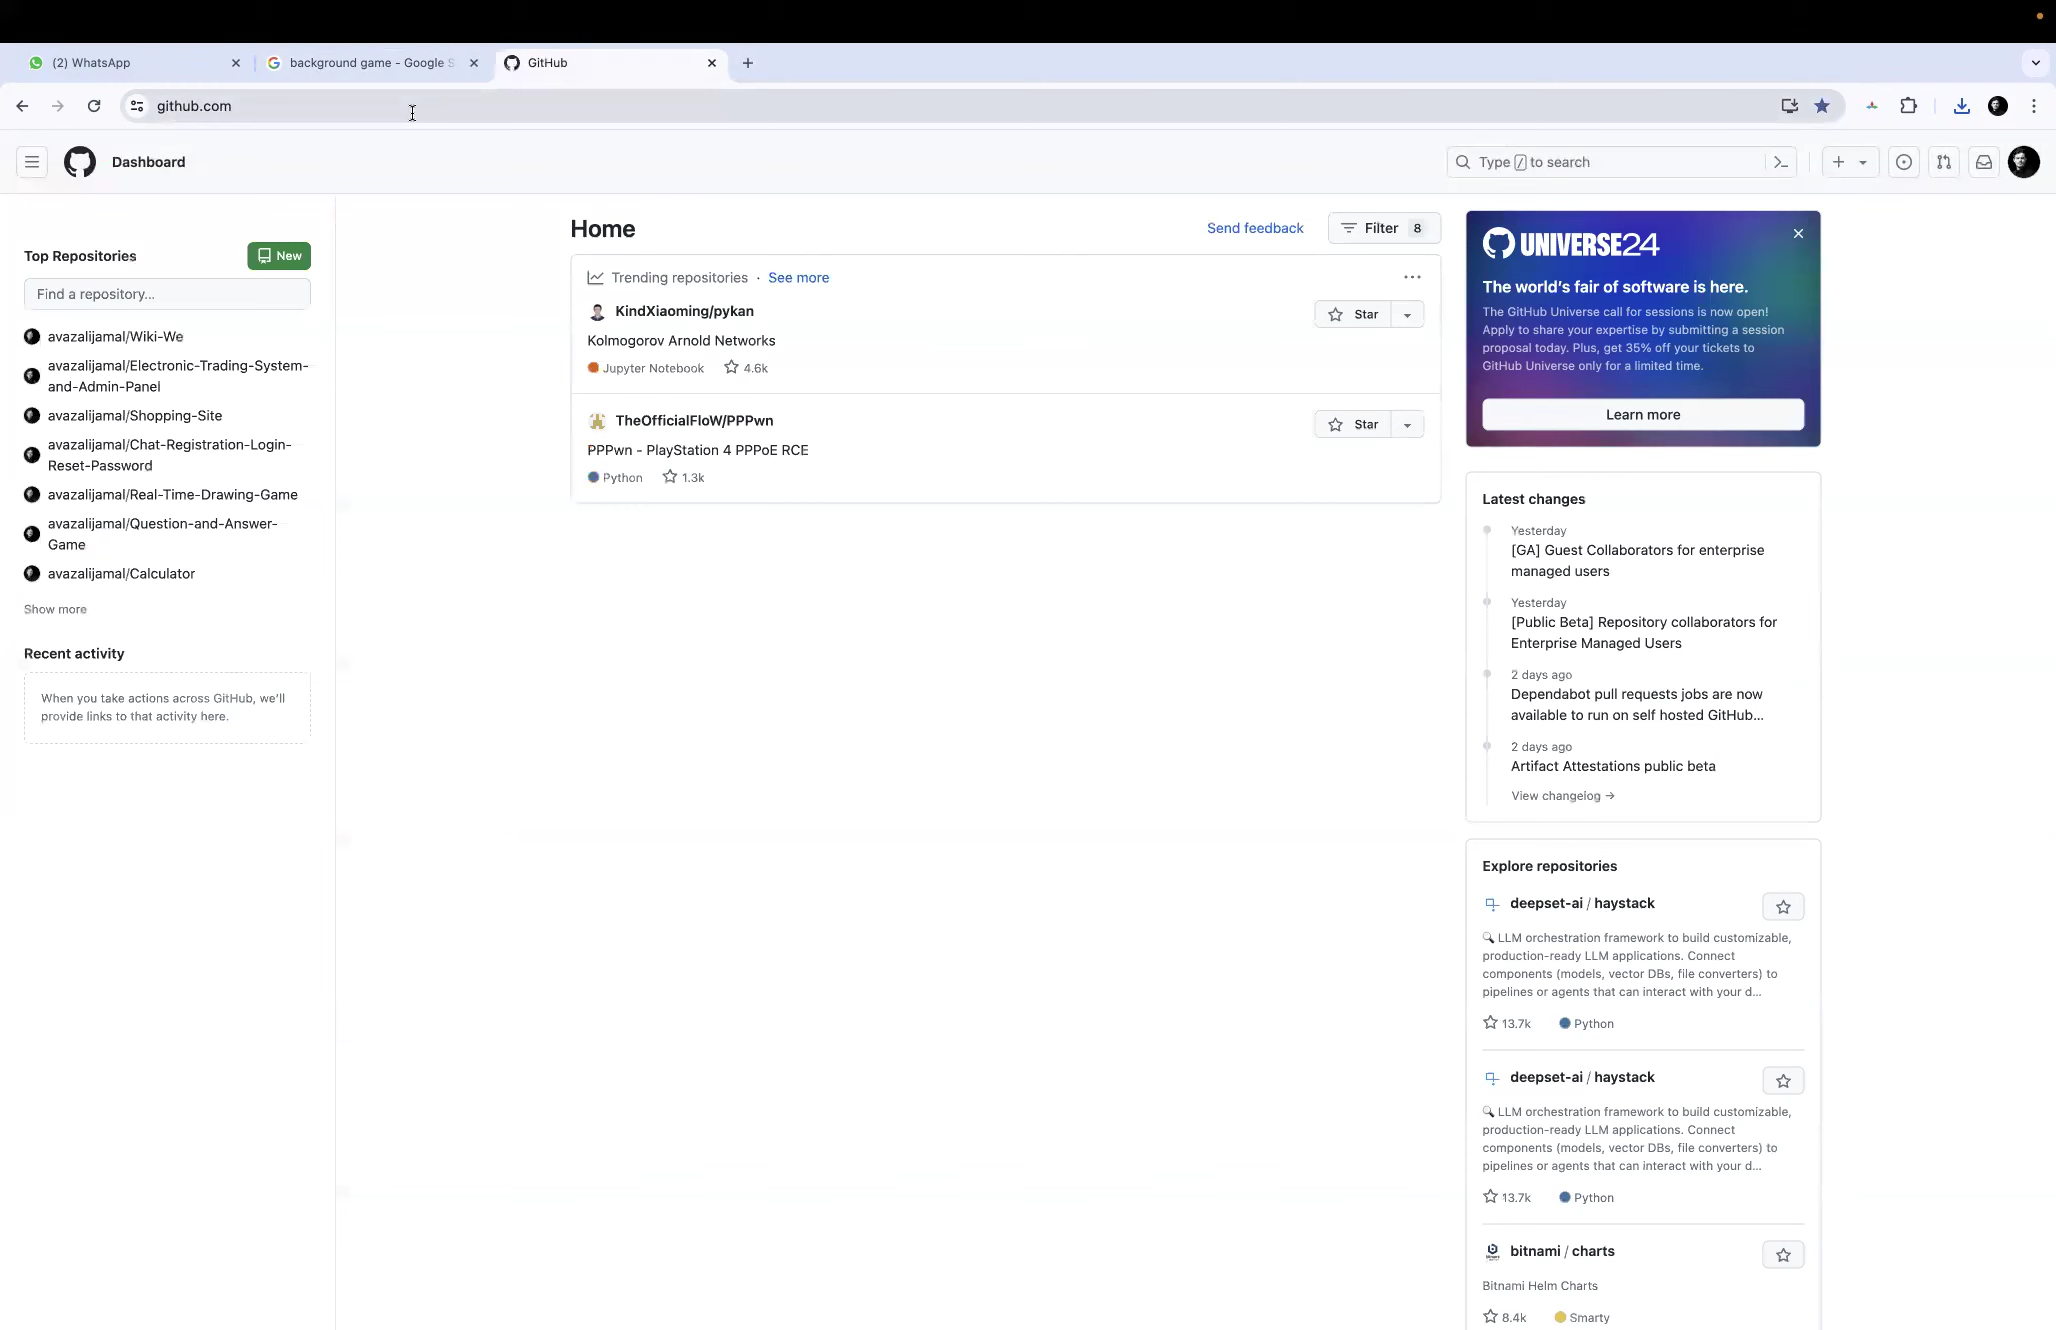 (2) WhatsApp
background game - Google S
GitHub
github.com
Dashboard
Type / to search
Top Repositories
New
Find a repository...
avazalijamal/Wiki-We
avazalijamal/Electronic-Trading-System-
and-Admin-Panel
avazalijamal/Shopping-Site
avazalijamal/Chat-Registration-Login-
Reset-Password
avazalijamal/Real-Time-Drawing-Game
avazalijamal/Question-and-Answer-
Game
avazalijamal/Calculator
Show more
Recent activity
When you take actions across GitHub, we'll
provide links to that activity here.
Home
Send feedback
Filter 8
Trending repositories · See more
KindXiaoming/pykan
Star
Kolmogorov Arnold Networks
Jupyter Notebook 4.6k
TheOfficialFloW/PPPwn
Star
PPPwn - PlayStation 4 PPPoE RCE
Python 1.3k
UNIVERSE24
The world's fair of software is here.
The GitHub Universe call for sessions is now open!
Apply to share your expertise by submitting a session
proposal today. Plus, get 35% off your tickets to
GitHub Universe only for a limited time.
Learn more
Latest changes
Yesterday
[GA] Guest Collaborators for enterprise
managed users
Yesterday
[Public Beta] Repository collaborators for
Enterprise Managed Users
2 days ago
Dependabot pull requests jobs are now
available to run on self hosted GitHub...
2 days ago
Artifact Attestations public beta
View changelog →
Explore repositories
deepset-ai / haystack
LLM orchestration framework to build customizable,
production-ready LLM applications. Connect
components (models, vector DBs, file converters) to
pipelines or agents that can interact with your d...
13.7k Python
deepset-ai / haystack
LLM orchestration framework to build customizable,
production-ready LLM applications. Connect
components (models, vector DBs, file converters) to
pipelines or agents that can interact with your d...
13.7k Python
bitnami / charts
Bitnami Helm Charts
8.4k Smarty